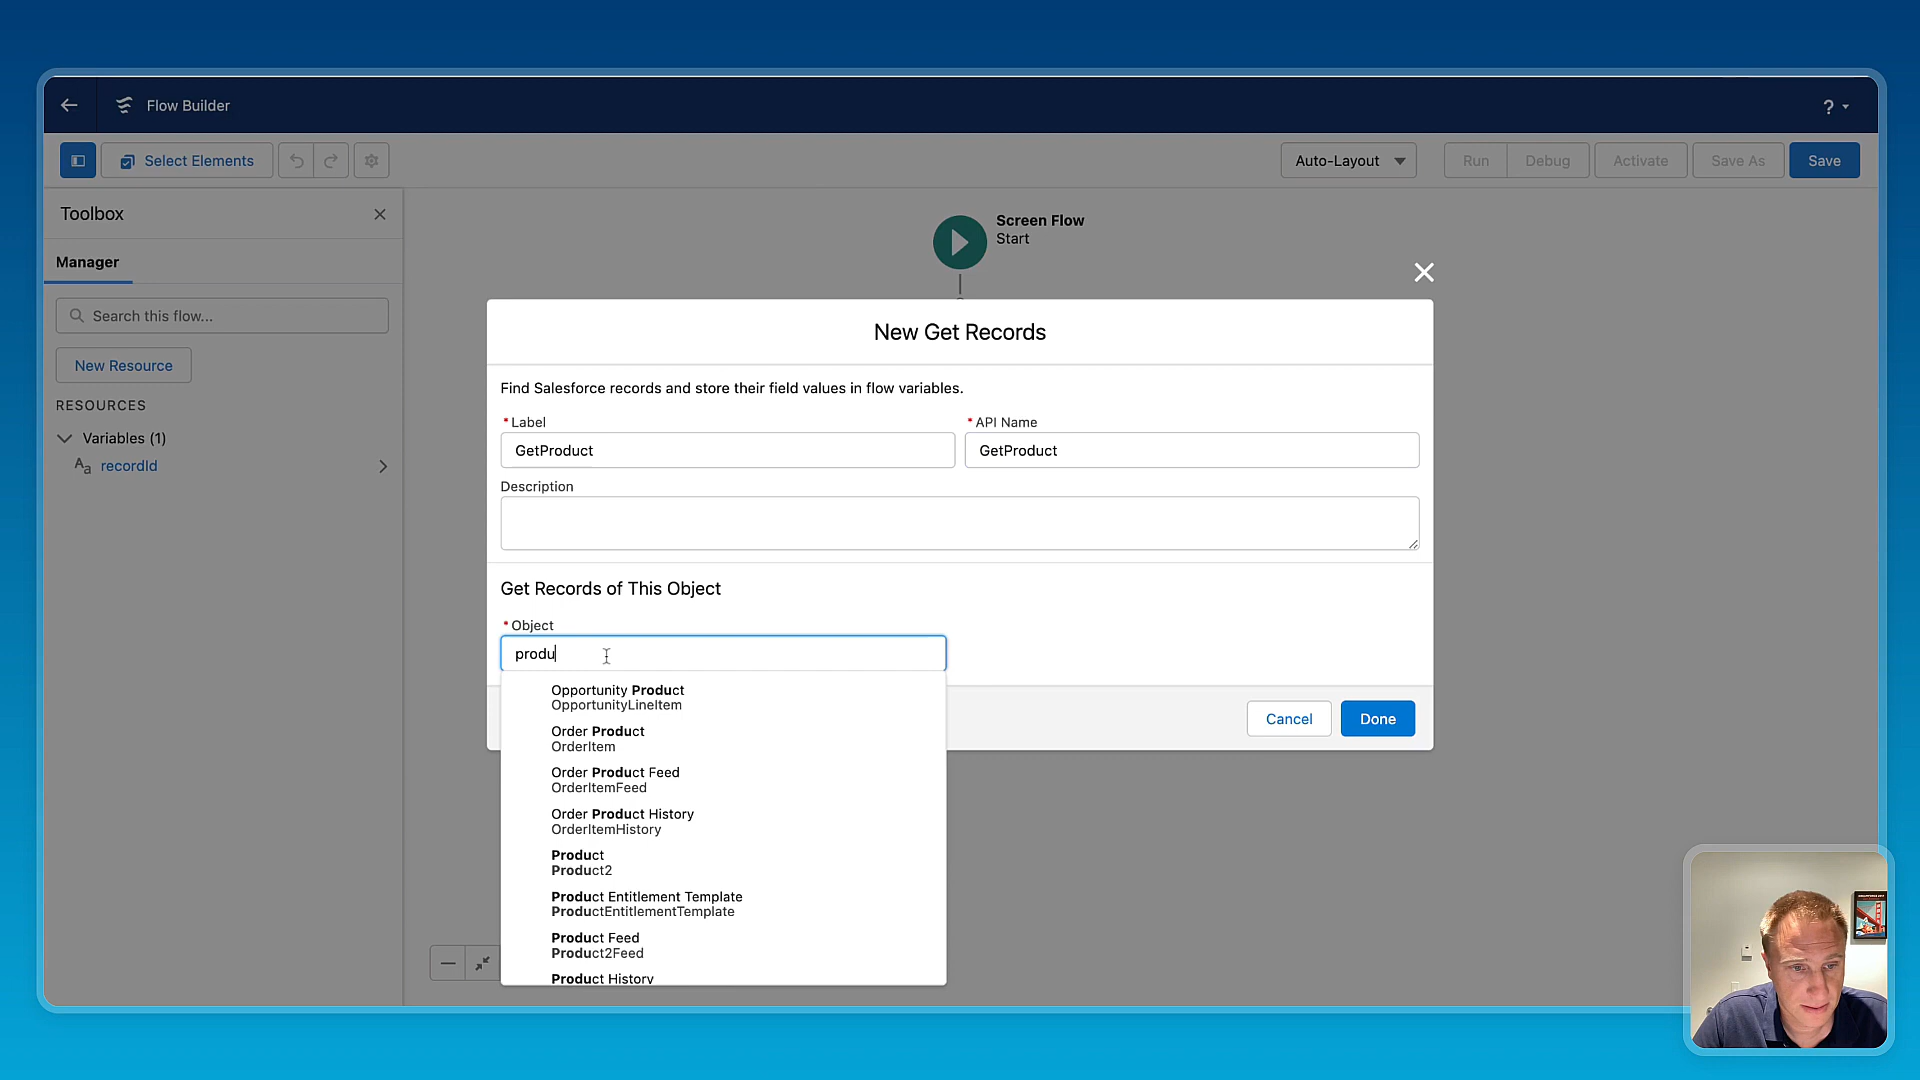 Flow Builder
?
Select Elements
Auto-Layout
Run
Debug
Activate
Save As
Save
Toolbox
Manager
Search this flow...
New Resource
RESOURCES
Variables (1)
Aa recordId
Screen Flow
Start
New Get Records
Find Salesforce records and store their field values in flow variables.
* Label
GetProduct
* API Name
GetProduct
Description
Get Records of This Object
* Object
produ
Opportunity Product
OpportunityLineItem
Order Product
OrderItem
Order Product Feed
OrderItemFeed
Order Product History
OrderItemHistory
Product
Product2
Product Entitlement Template
ProductEntitlementTemplate
Product Feed
Product2Feed
Product History
Cancel
Done